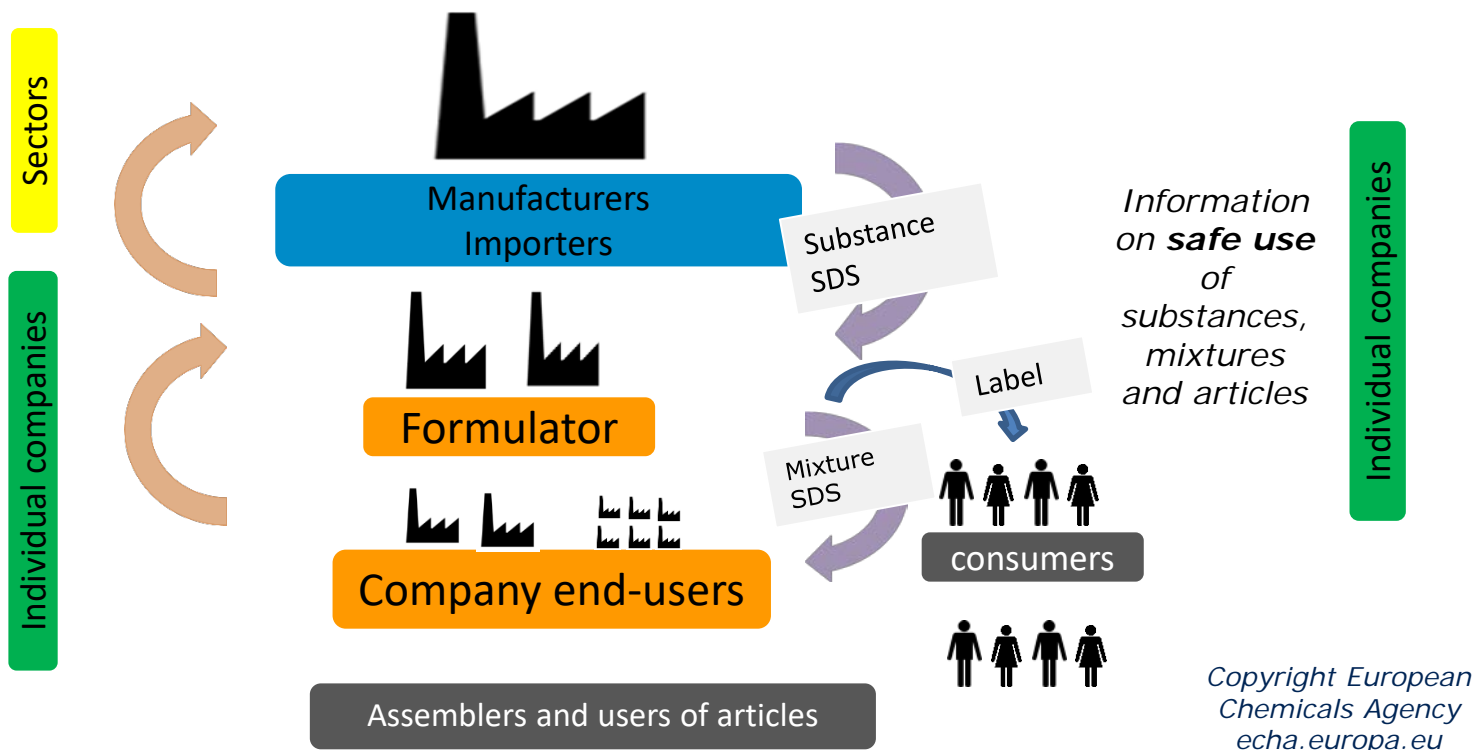 Sectors
Individual companies
Manufacturers
Importers
Substance
SDS
Formulator
Label
Mixture
SDS
Company end-users
consumers
Assemblers and users of articles
Information
on safe use
of
substances,
mixtures
and articles
Individual companies
Copyright European
Chemicals Agency
echa.europa.eu